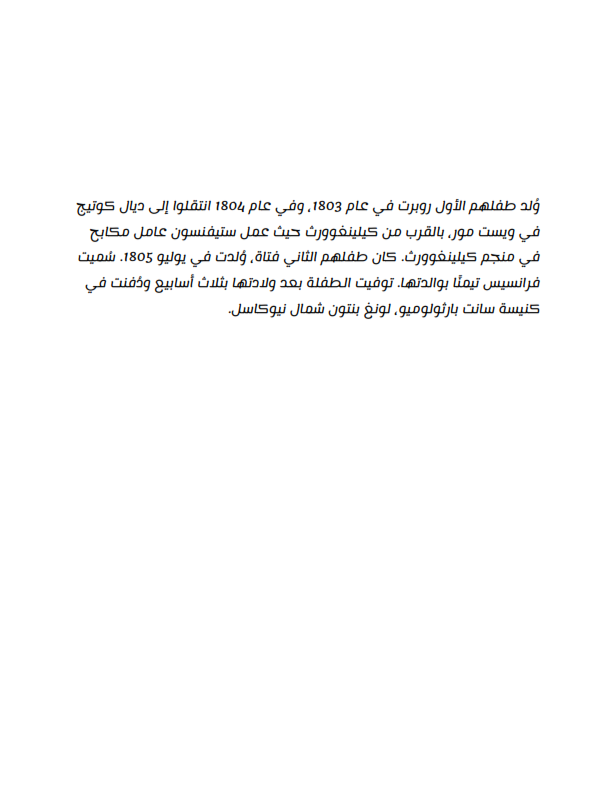 وُلد طفلهم الأول روبرت في عام 1803، وفي عام 1804 انتقلوا إلى ديال كوتيج
في ويست مور، بالقرب من كيلينغوورث حيث عمل ستيفنسون عامل مكابح
في منجم كيلينغوورث. كان طفلهم الثاني فتاة، وُلدت في يوليو 1805. سُميت
فرانسيس تيمنًا بوالدتها. توفيت الطفلة بعد ولادتها بثلاث أسابيع ودُفنت في
كنيسة سانت بارثولوميو، لونغ بنتون شمال نيوكاسل.